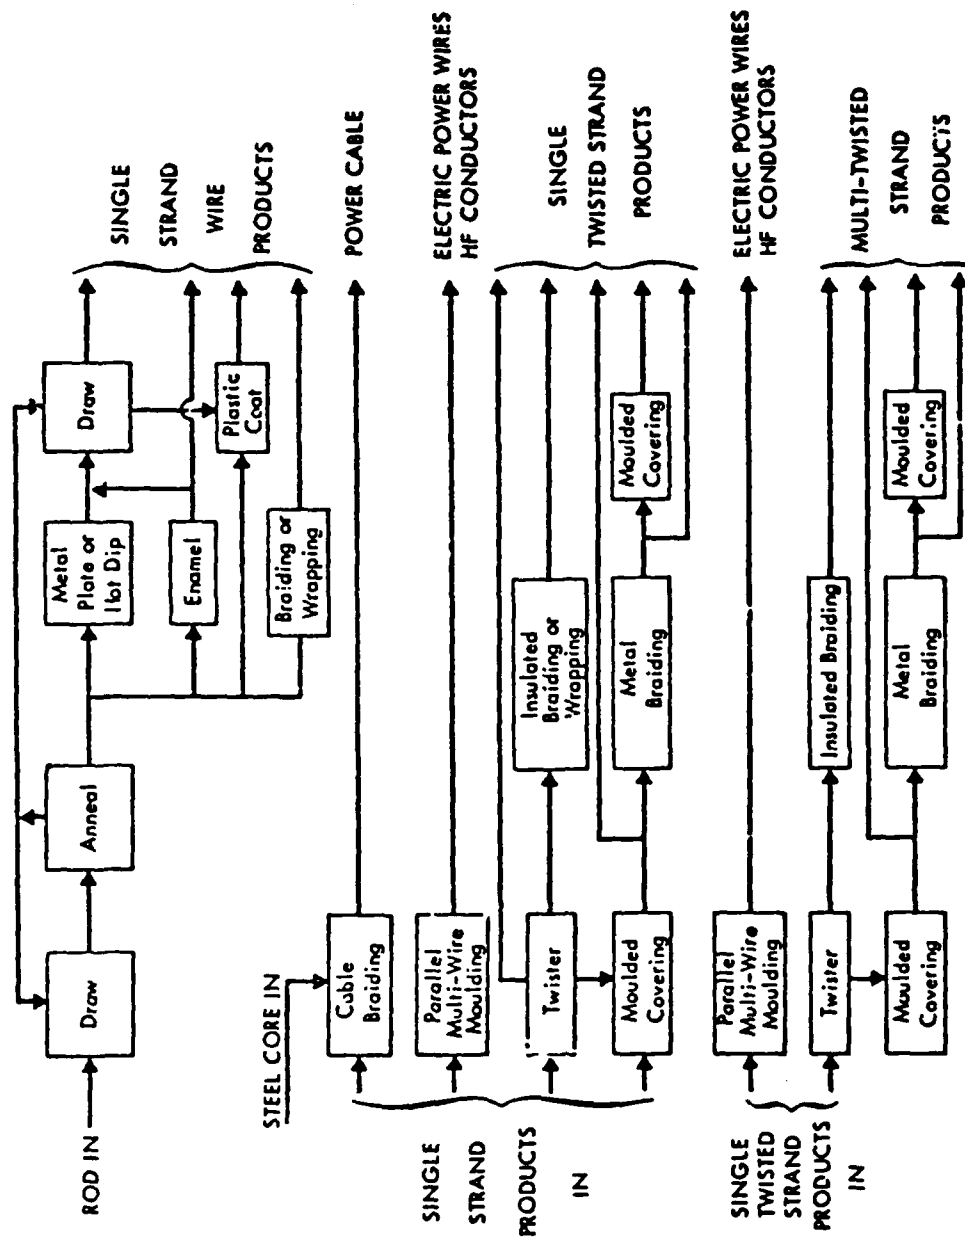 ROD IN
Draw
Anneal
Metal
Plate or
Hot Dip
Draw
Enamel
Plastic
Coat
Braiding or
Wrapping
SINGLE
STRAND
WIRE
PRODUCTS
STEEL CORE IN
SINGLE
STRAND
PRODUCTS
IN
Cuble
Braiding
POWER CABLE
Parallel
Multi-Wire
Moulding
ELECTRIC POWER WIRES
HF CONDUCTORS
Twister
Insulated
Braiding or
Wrapping
Moulded
Covering
Metal
Braiding
Moulded
Covering
SINGLE
TWISTED STRAND
PRODUCTS
SINGLE
TWISTED
STRAND
PRODUCTS
IN
Parallel
Multi-Wire
Moulding
ELECTRIC POWER WIRES
HF CONDUCTORS
Twister
Insulated Braiding
Moulded
Covering
Metal
Braiding
Moulded
Covering
MULTI-TWISTED
STRAND
PRODUCTS